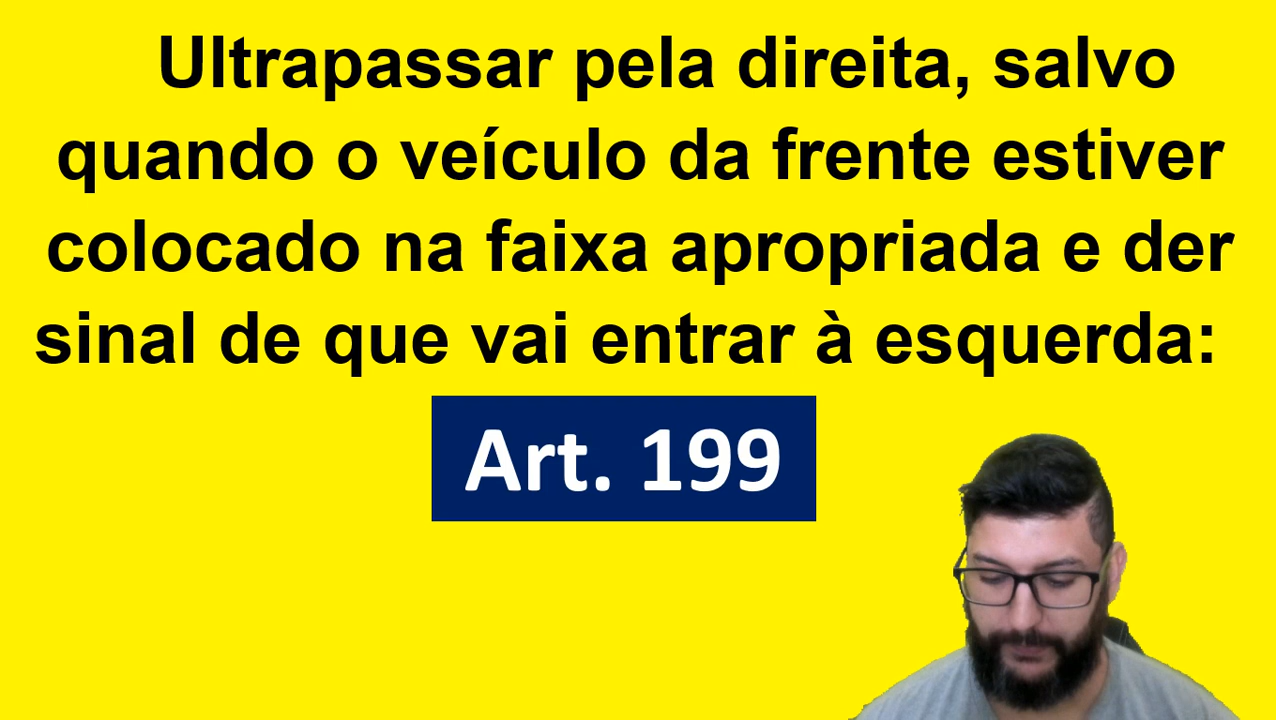 Ultrapassar pela direita, salvo
quando o veículo da frente estiver
colocado na faixa apropriada e der
sinal de que vai entrar à esquerda:
Art. 199